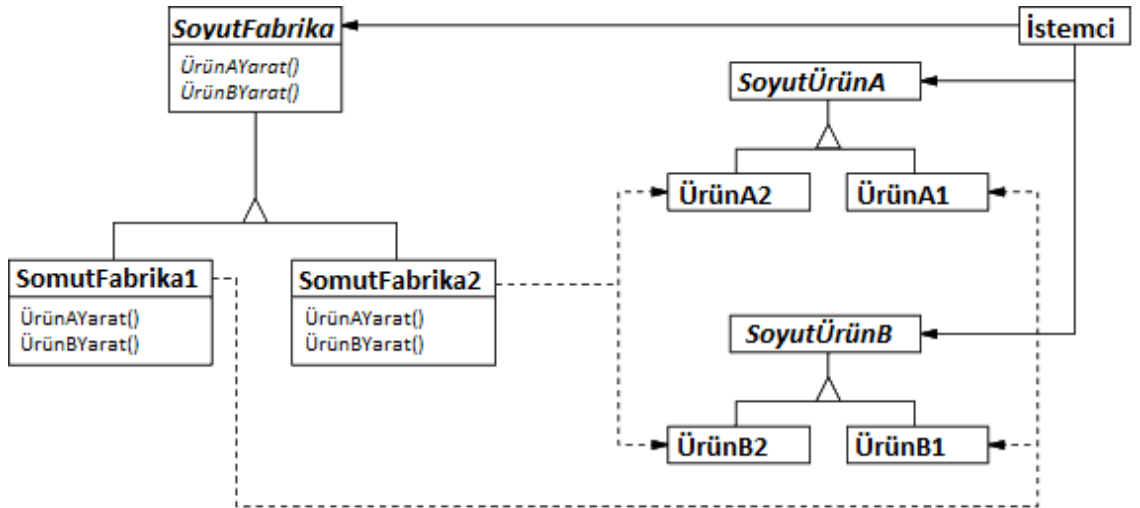 SoyutFabrika
ÜrünAYarat()
ÜrünBYarat()
İstemci
SoyutÜrünA
ÜrünA2
ÜrünA1
SomutFabrika1
ÜrünAYarat()
ÜrünBYarat()
SomutFabrika2
ÜrünAYarat()
ÜrünBYarat()
SoyutÜrünB
ÜrünB2
ÜrünB1